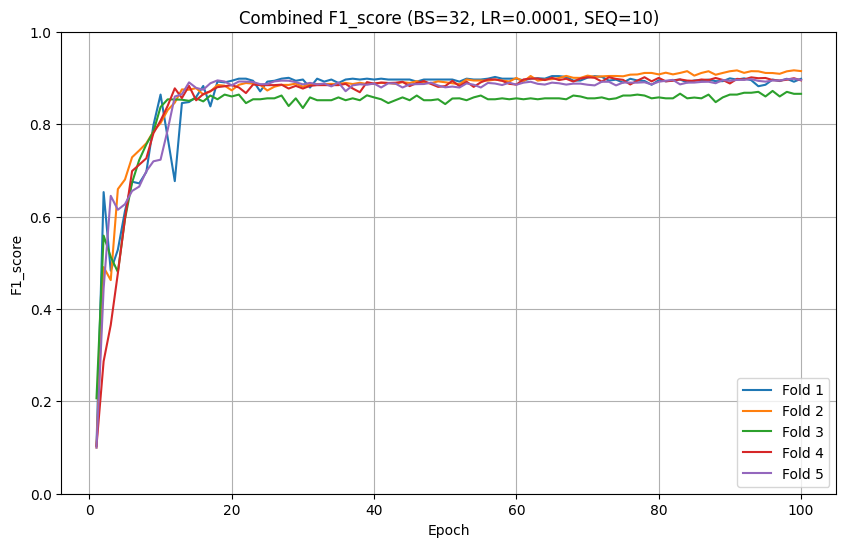 Combined F1_score (BS=32, LR=0.0001, SEQ=10)
1.0
0.8
0.6
0.4
0.2
0.0
F1_score
0 20 40 60 80 100
Epoch
Fold 1
Fold 2
Fold 3
Fold 4
Fold 5